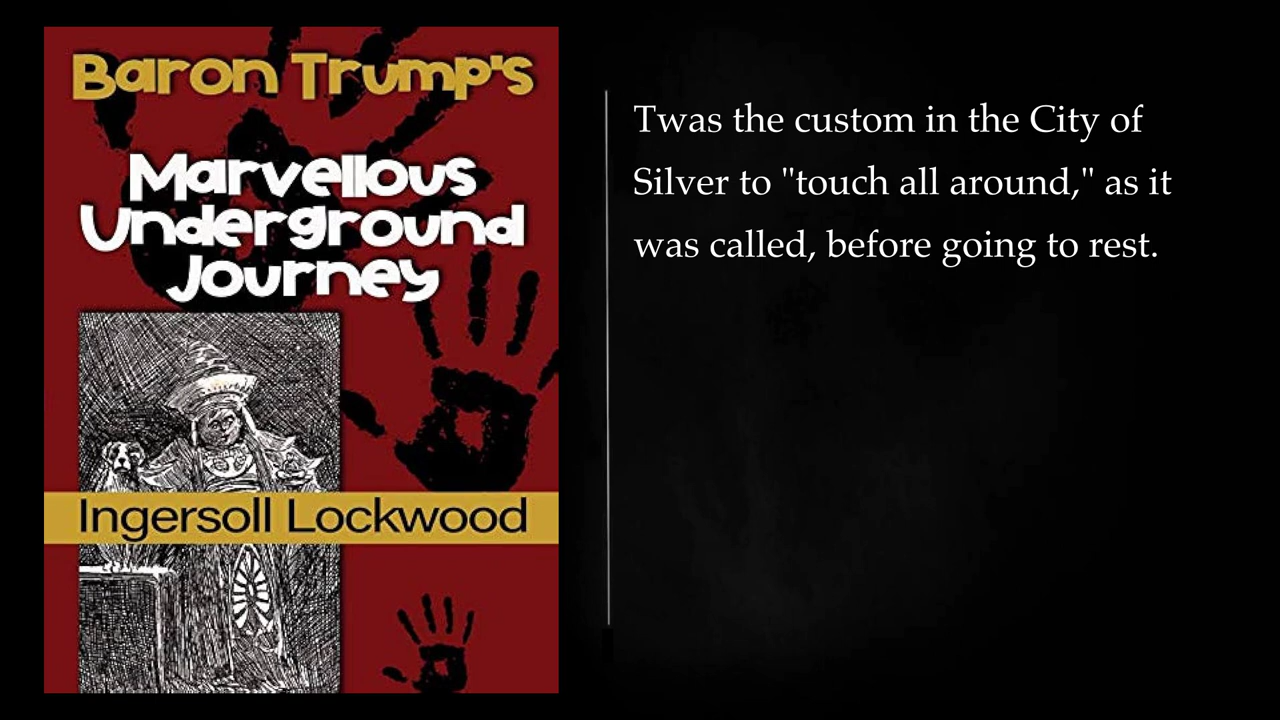 Baron Trump's
Marvellous
Underground
Journey
Ingersoll Lockwood
Twas the custom in the City of
Silver to "touch all around," as it
was called, before going to rest.